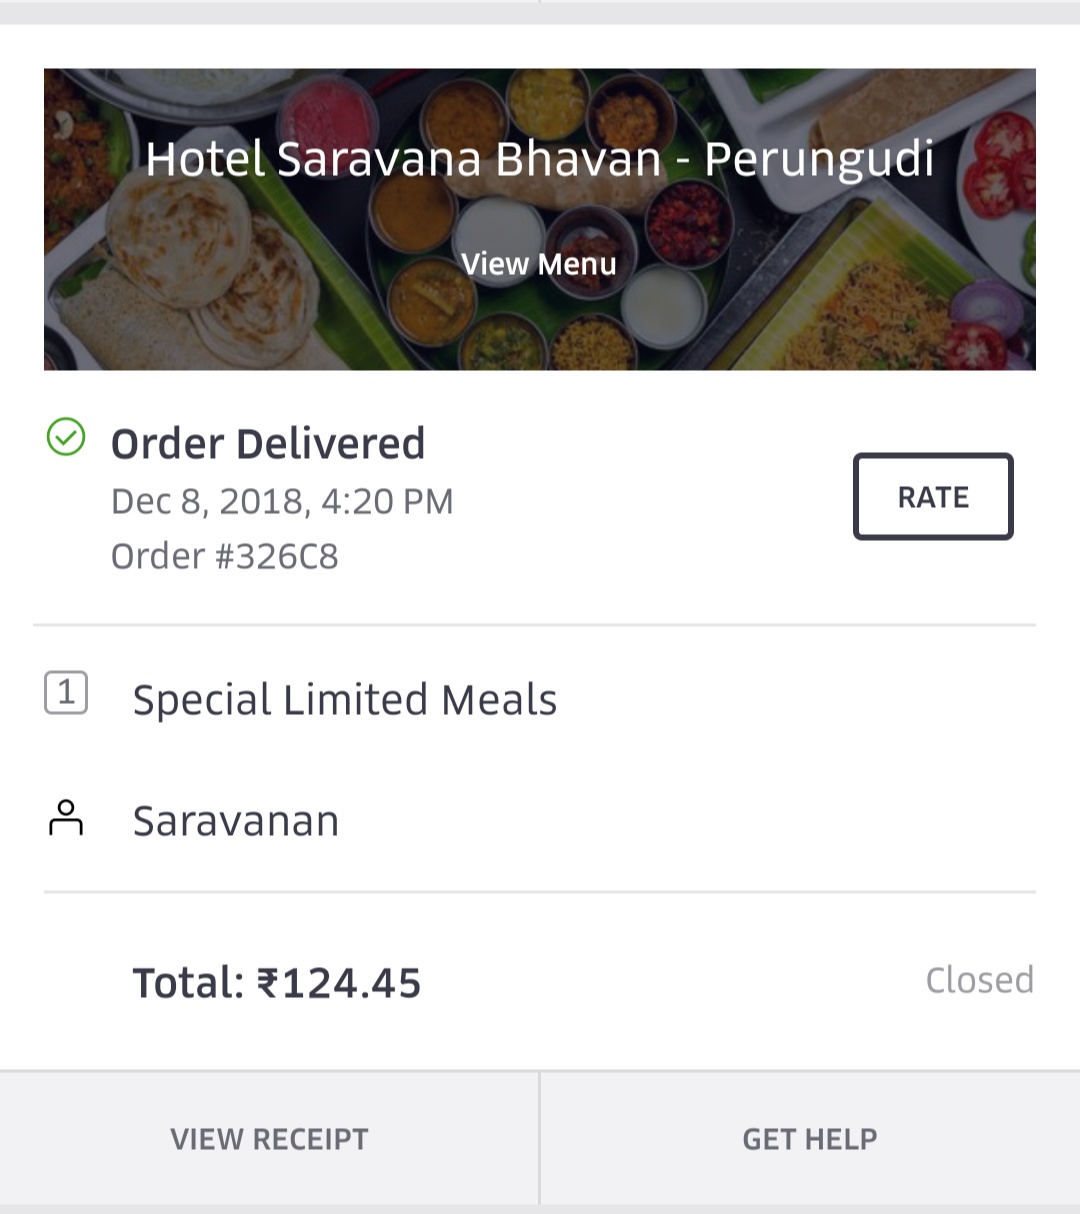 Hotel Saravana Bhavan - Perungudi
View Menu
Order Delivered
Dec 8, 2018, 4:20 PM
Order #326C8
RATE
1 Special Limited Meals
Saravanan
Total: ₹124.45
Closed
VIEW RECEIPT
GET HELP